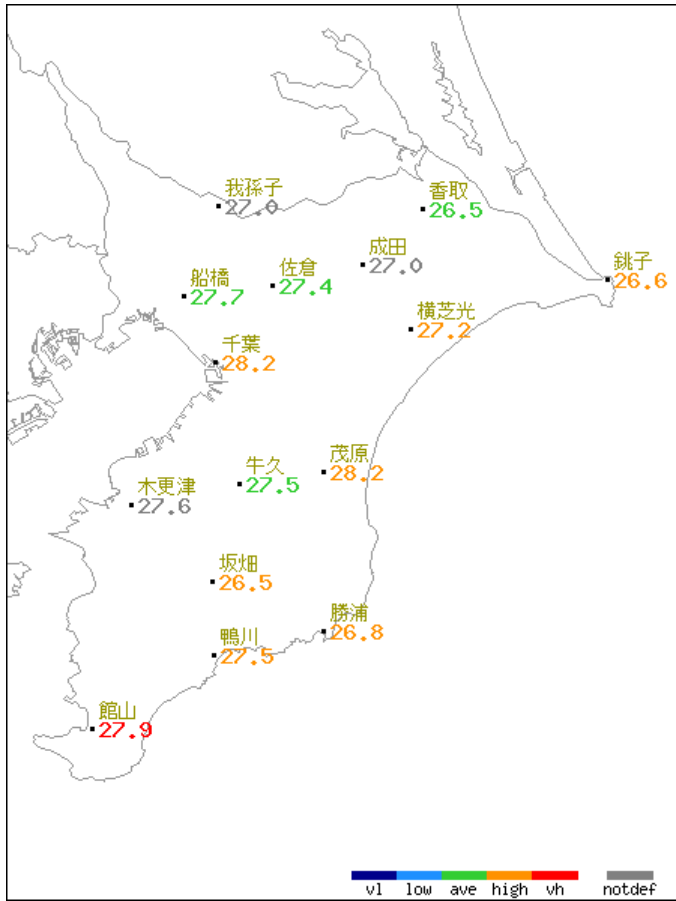 我孫子
27.0
香取
26.5
成田
27.0
船橋
27.7
佐倉
27.4
銚子
26.6
横芝光
27.2
千葉
28.2
茂原
28.2
牛久
27.5
木更津
27.6
坂畑
26.5
勝浦
26.8
鴨川
27.5
館山
27.9
vl low ave high vh notdef